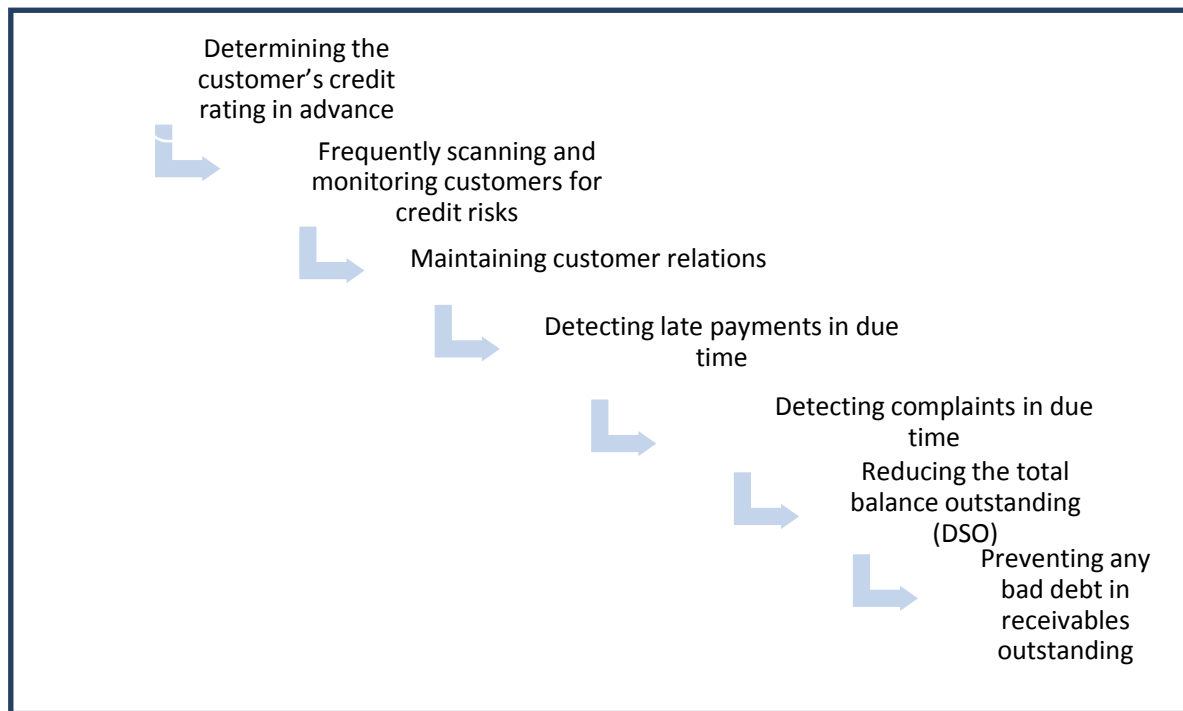 Determining the
customer’s credit
rating in advance
Frequently scanning and
monitoring customers for
credit risks
Maintaining customer relations
Detecting late payments in due
time
Detecting complaints in due
time
Reducing the total
balance outstanding
(DSO)
Preventing any
bad debt in
receivables
outstanding